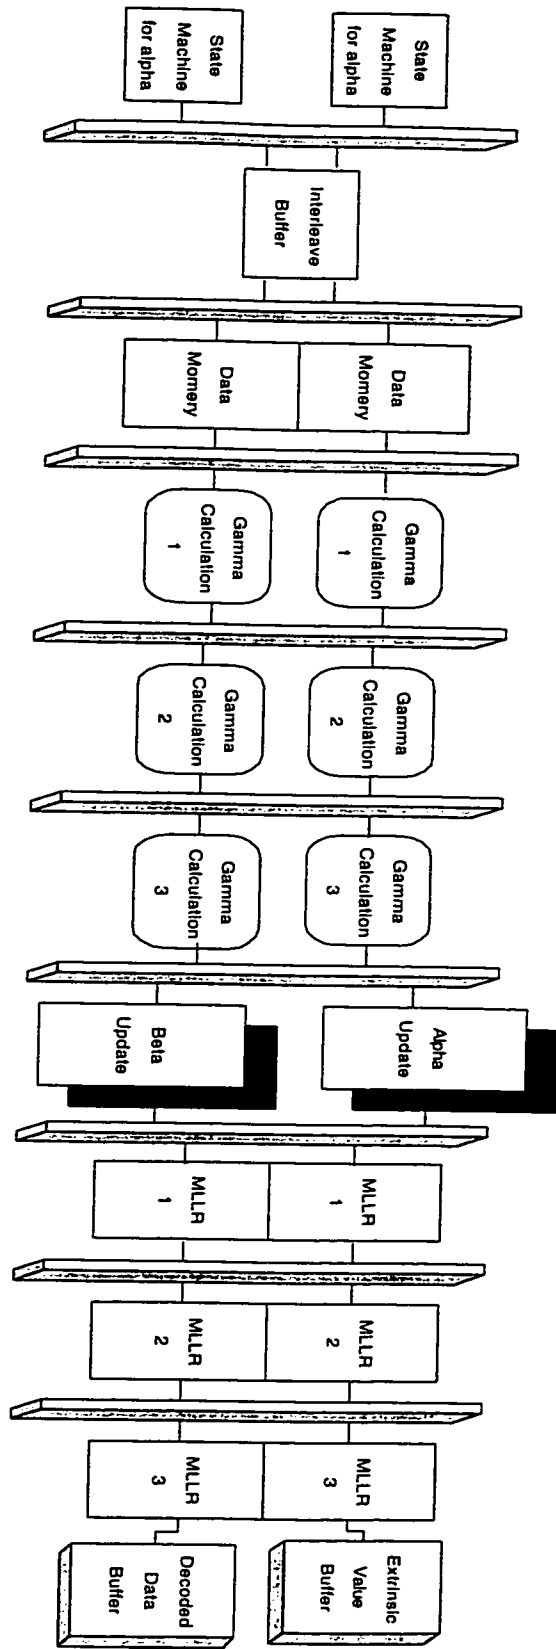 State
Machine
for alpha
State
Machine
for alpha
Interleave
Buffer
Data
Momery
Data
Momery
Gamma
Calculation
1
Gamma
Calculation
1
Gamma
Calculation
2
Gamma
Calculation
2
Gamma
Calculation
3
Gamma
Calculation
3
Alpha
Update
Beta
Update
MLLR
1
MLLR
1
MLLR
2
MLLR
2
MLLR
3
MLLR
3
Extrinsic
Value
Buffer
Decoded
Data
Buffer